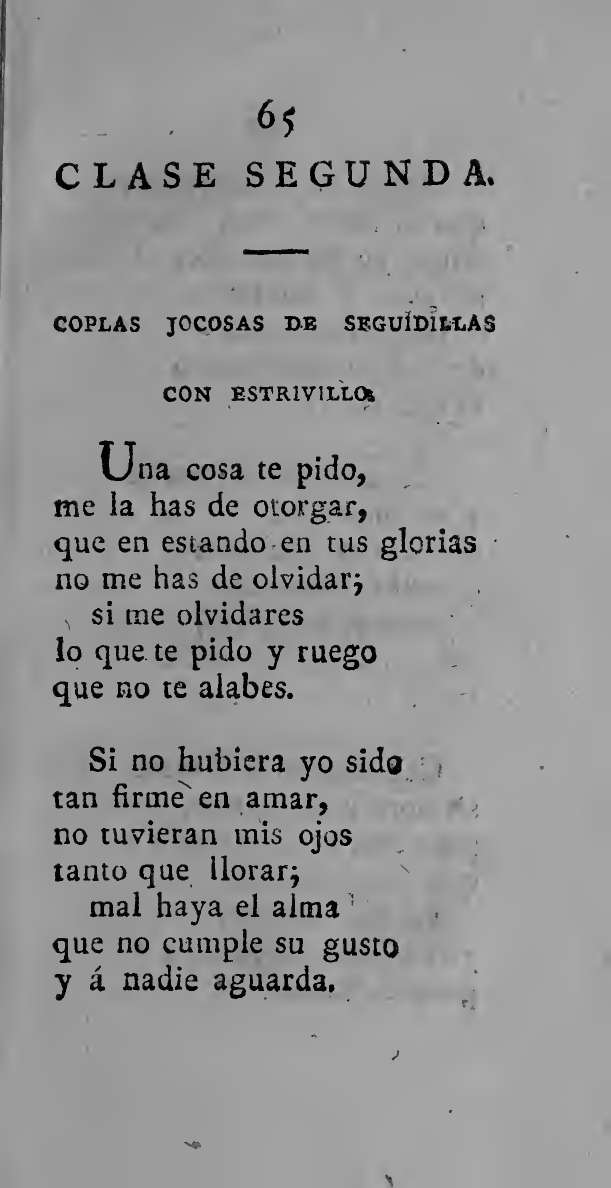 65
CLASE SEGUNDA.
COPLAS JOCOSAS DE SEGUIDILLAS
CON ESTRIVILLO.
Una cosa te pido,
me la has de otorgar,
que en estando en tus glorias
no me has de olvidar;
si me olvidares
lo que te pido y ruego
que no te alabes.
Si no hubiera yo sido
tan firme en amar,
no tuvieran mis ojos
tanto que llorar;
mal haya el alma
que no cumple su gusto
y á nadie aguarda.